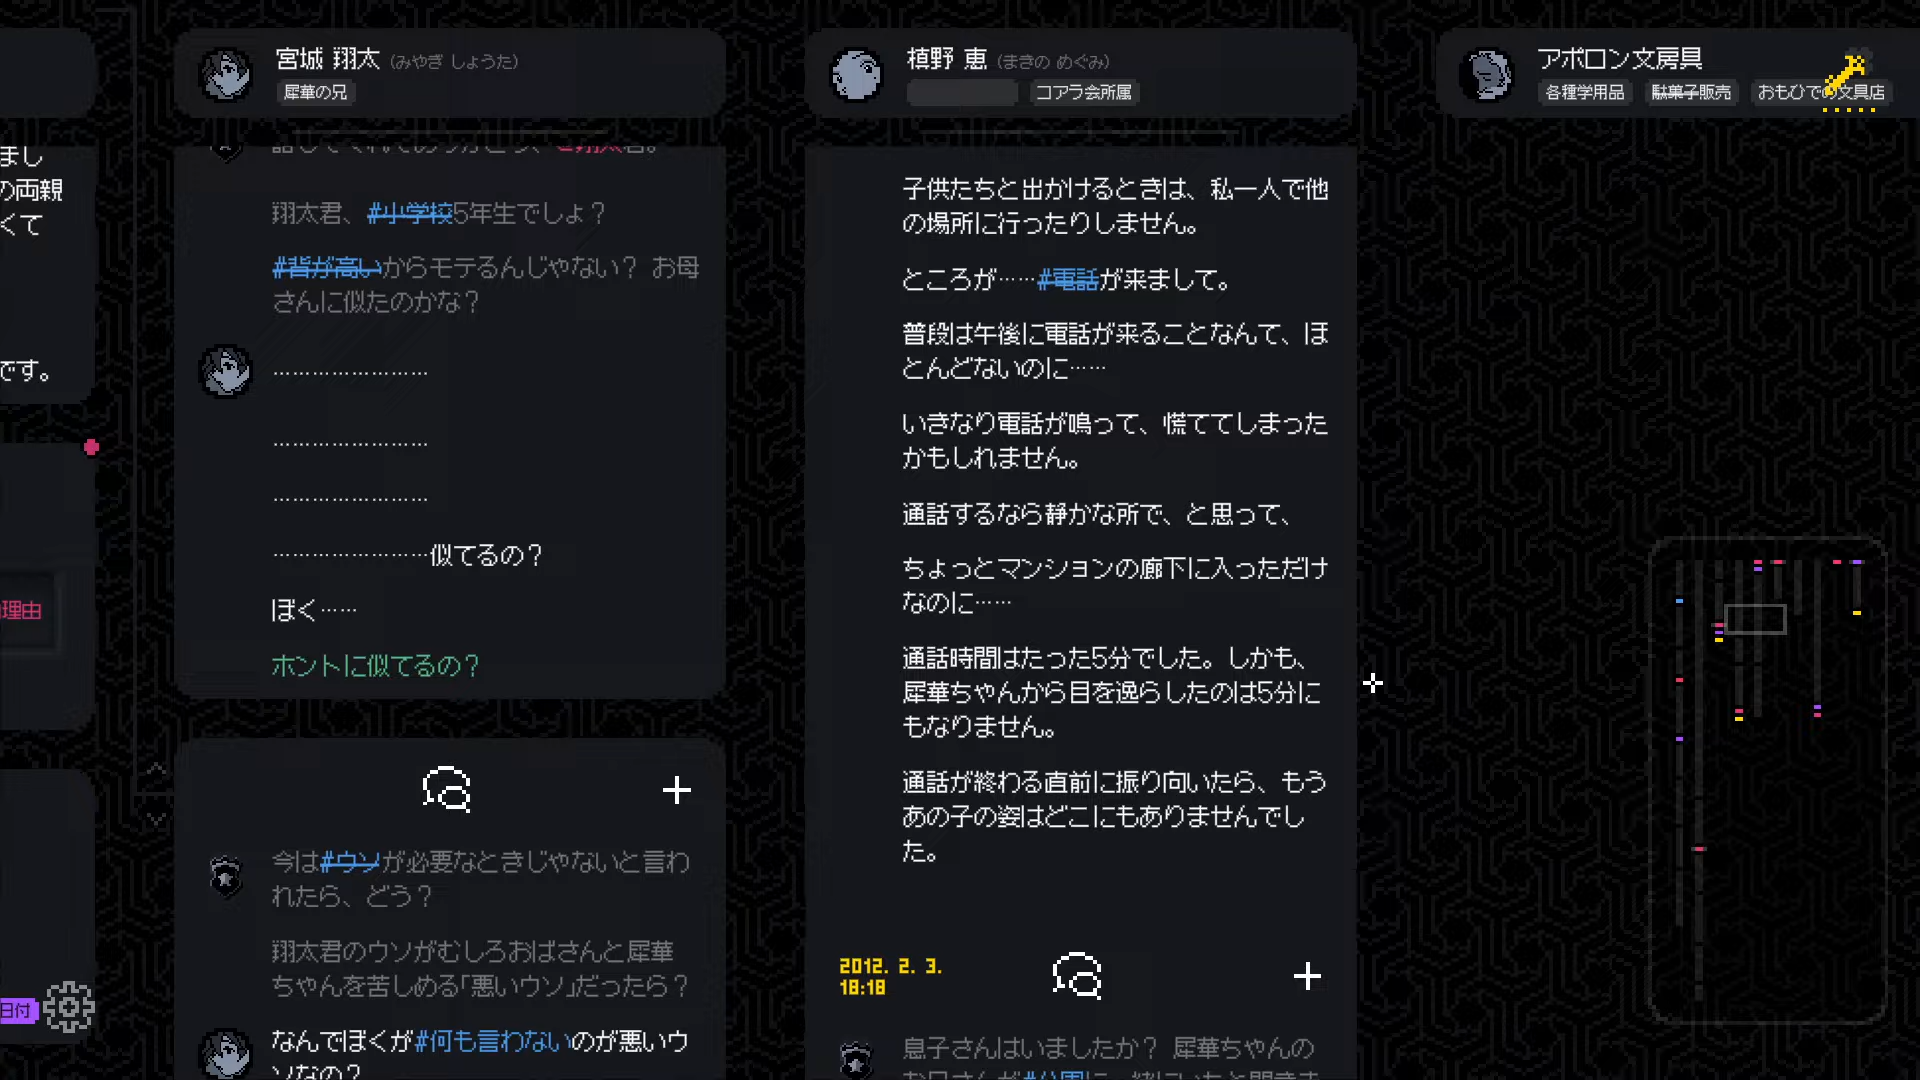 まし
の両親
くて
です。
理由
日付
宮城 翔太 (みやぎ しょうた)
犀華の兄
翔太君、#小学校5年生でしょ？
#背が高いからモテるんじゃない？ お母
さんに似たのかな？
……………………
……………………
……………………
……………………似てるの？
ぼく……
ホントに似てるの？
今は#ウソが必要なときじゃないと言わ
れたら、どう？
翔太君のウソがむしろおばさんと犀華
ちゃんを苦しめる「悪いウソ」だったら？
なんでぼくが#何も言わないのが悪いウ
ソなの？
槙野 恵 (まきの めぐみ)
コアラ会所属
子供たちと出かけるときは、私一人で他
の場所に行ったりしません。
ところが……#電話が来まして。
普段は午後に電話が来ることなんて、ほ
とんどないのに……
いきなり電話が鳴って、慌ててしまった
かもしれません。
通話するなら静かな所で、と思って、
ちょっとマンションの廊下に入っただけ
なのに……
通話時間はたった5分でした。しかも、
犀華ちゃんから目を逸らしたのは5分に
もなりません。
通話が終わる直前に振り向いたら、もう
あの子の姿はどこにもありませんでし
た。
2012. 2. 3.
18:18
息子さんはいましたか？ 犀華ちゃんの
アポロン文房具
各種学用品
駄菓子販売
おもひでの文具店